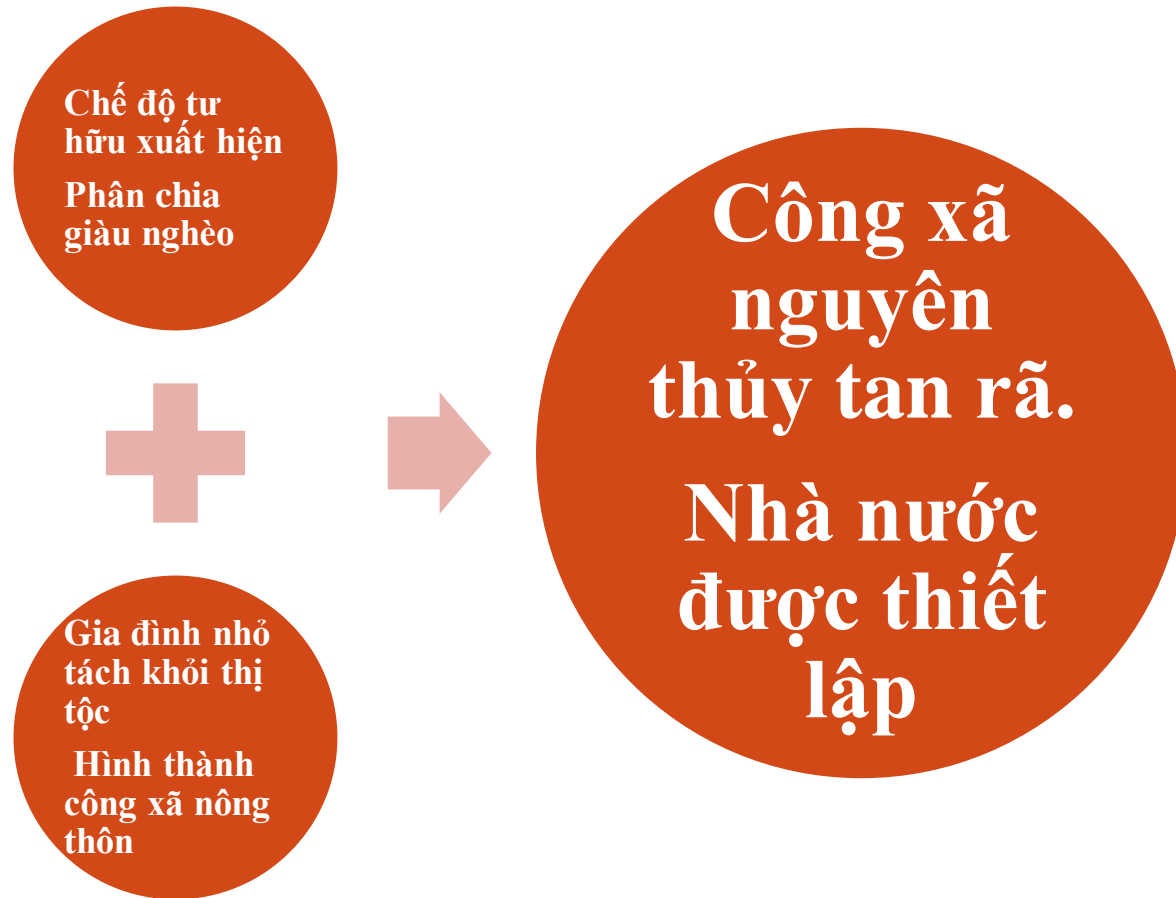 Chế độ tư
hữu xuất hiện
Phân chia
giàu nghèo
Gia đình nhỏ
tách khỏi thị
tộc
Hình thành
công xã nông
thôn
Công xã
nguyên
thủy tan rã.
Nhà nước
được thiết
lập